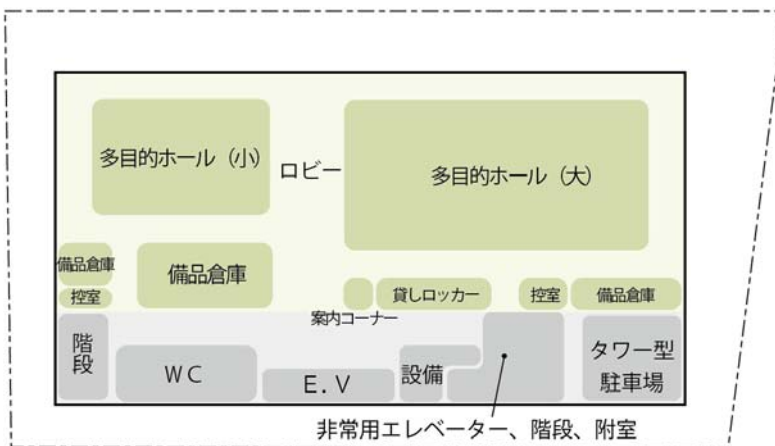 多目的ホール（小）
ロビー
多目的ホール（大）
備品倉庫
備品倉庫
控室
貸しロッカー
控室
備品倉庫
案内コーナー
階段
WC
E.V
設備
タワー型
駐車場
非常用エレベーター、階段、附室